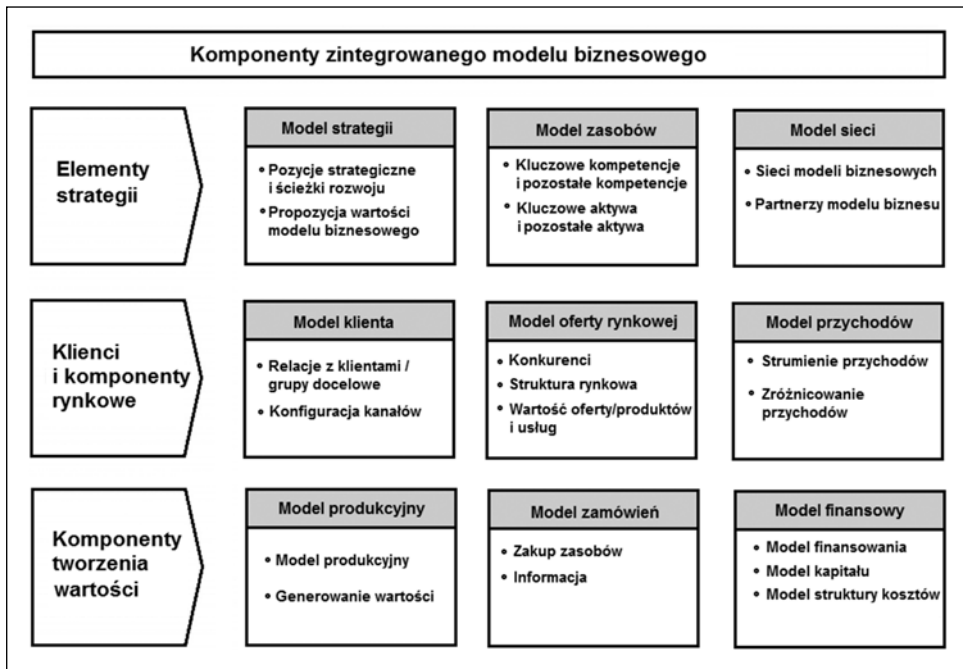 Komponenty zintegrowanego modelu biznesowego
Elementy
strategii
Model strategii
• Pozycje strategiczne
i ścieżki rozwoju
• Propozycja wartości
modelu biznesowego
Model zasobów
• Kluczowe kompetencje
i pozostałe kompetencje
• Kluczowe aktywa
i pozostałe aktywa
Model sieci
• Sieci modeli biznesowych
• Partnerzy modelu biznesu
Klienci
i komponenty
rynkowe
Model klienta
• Relacje z klientami /
grupy docelowe
• Konfiguracja kanałów
Model oferty rynkowej
• Konkurenci
• Struktura rynkowa
• Wartość oferty/produktów
i usług
Model przychodów
• Strumienie przychodów
• Zróżnicowanie
przychodów
Komponenty
tworzenia
wartości
Model produkcyjny
• Model produkcyjny
• Generowanie wartości
Model zamówień
• Zakup zasobów
• Informacja
Model finansowy
• Model finansowania
• Model kapitału
• Model struktury kosztów